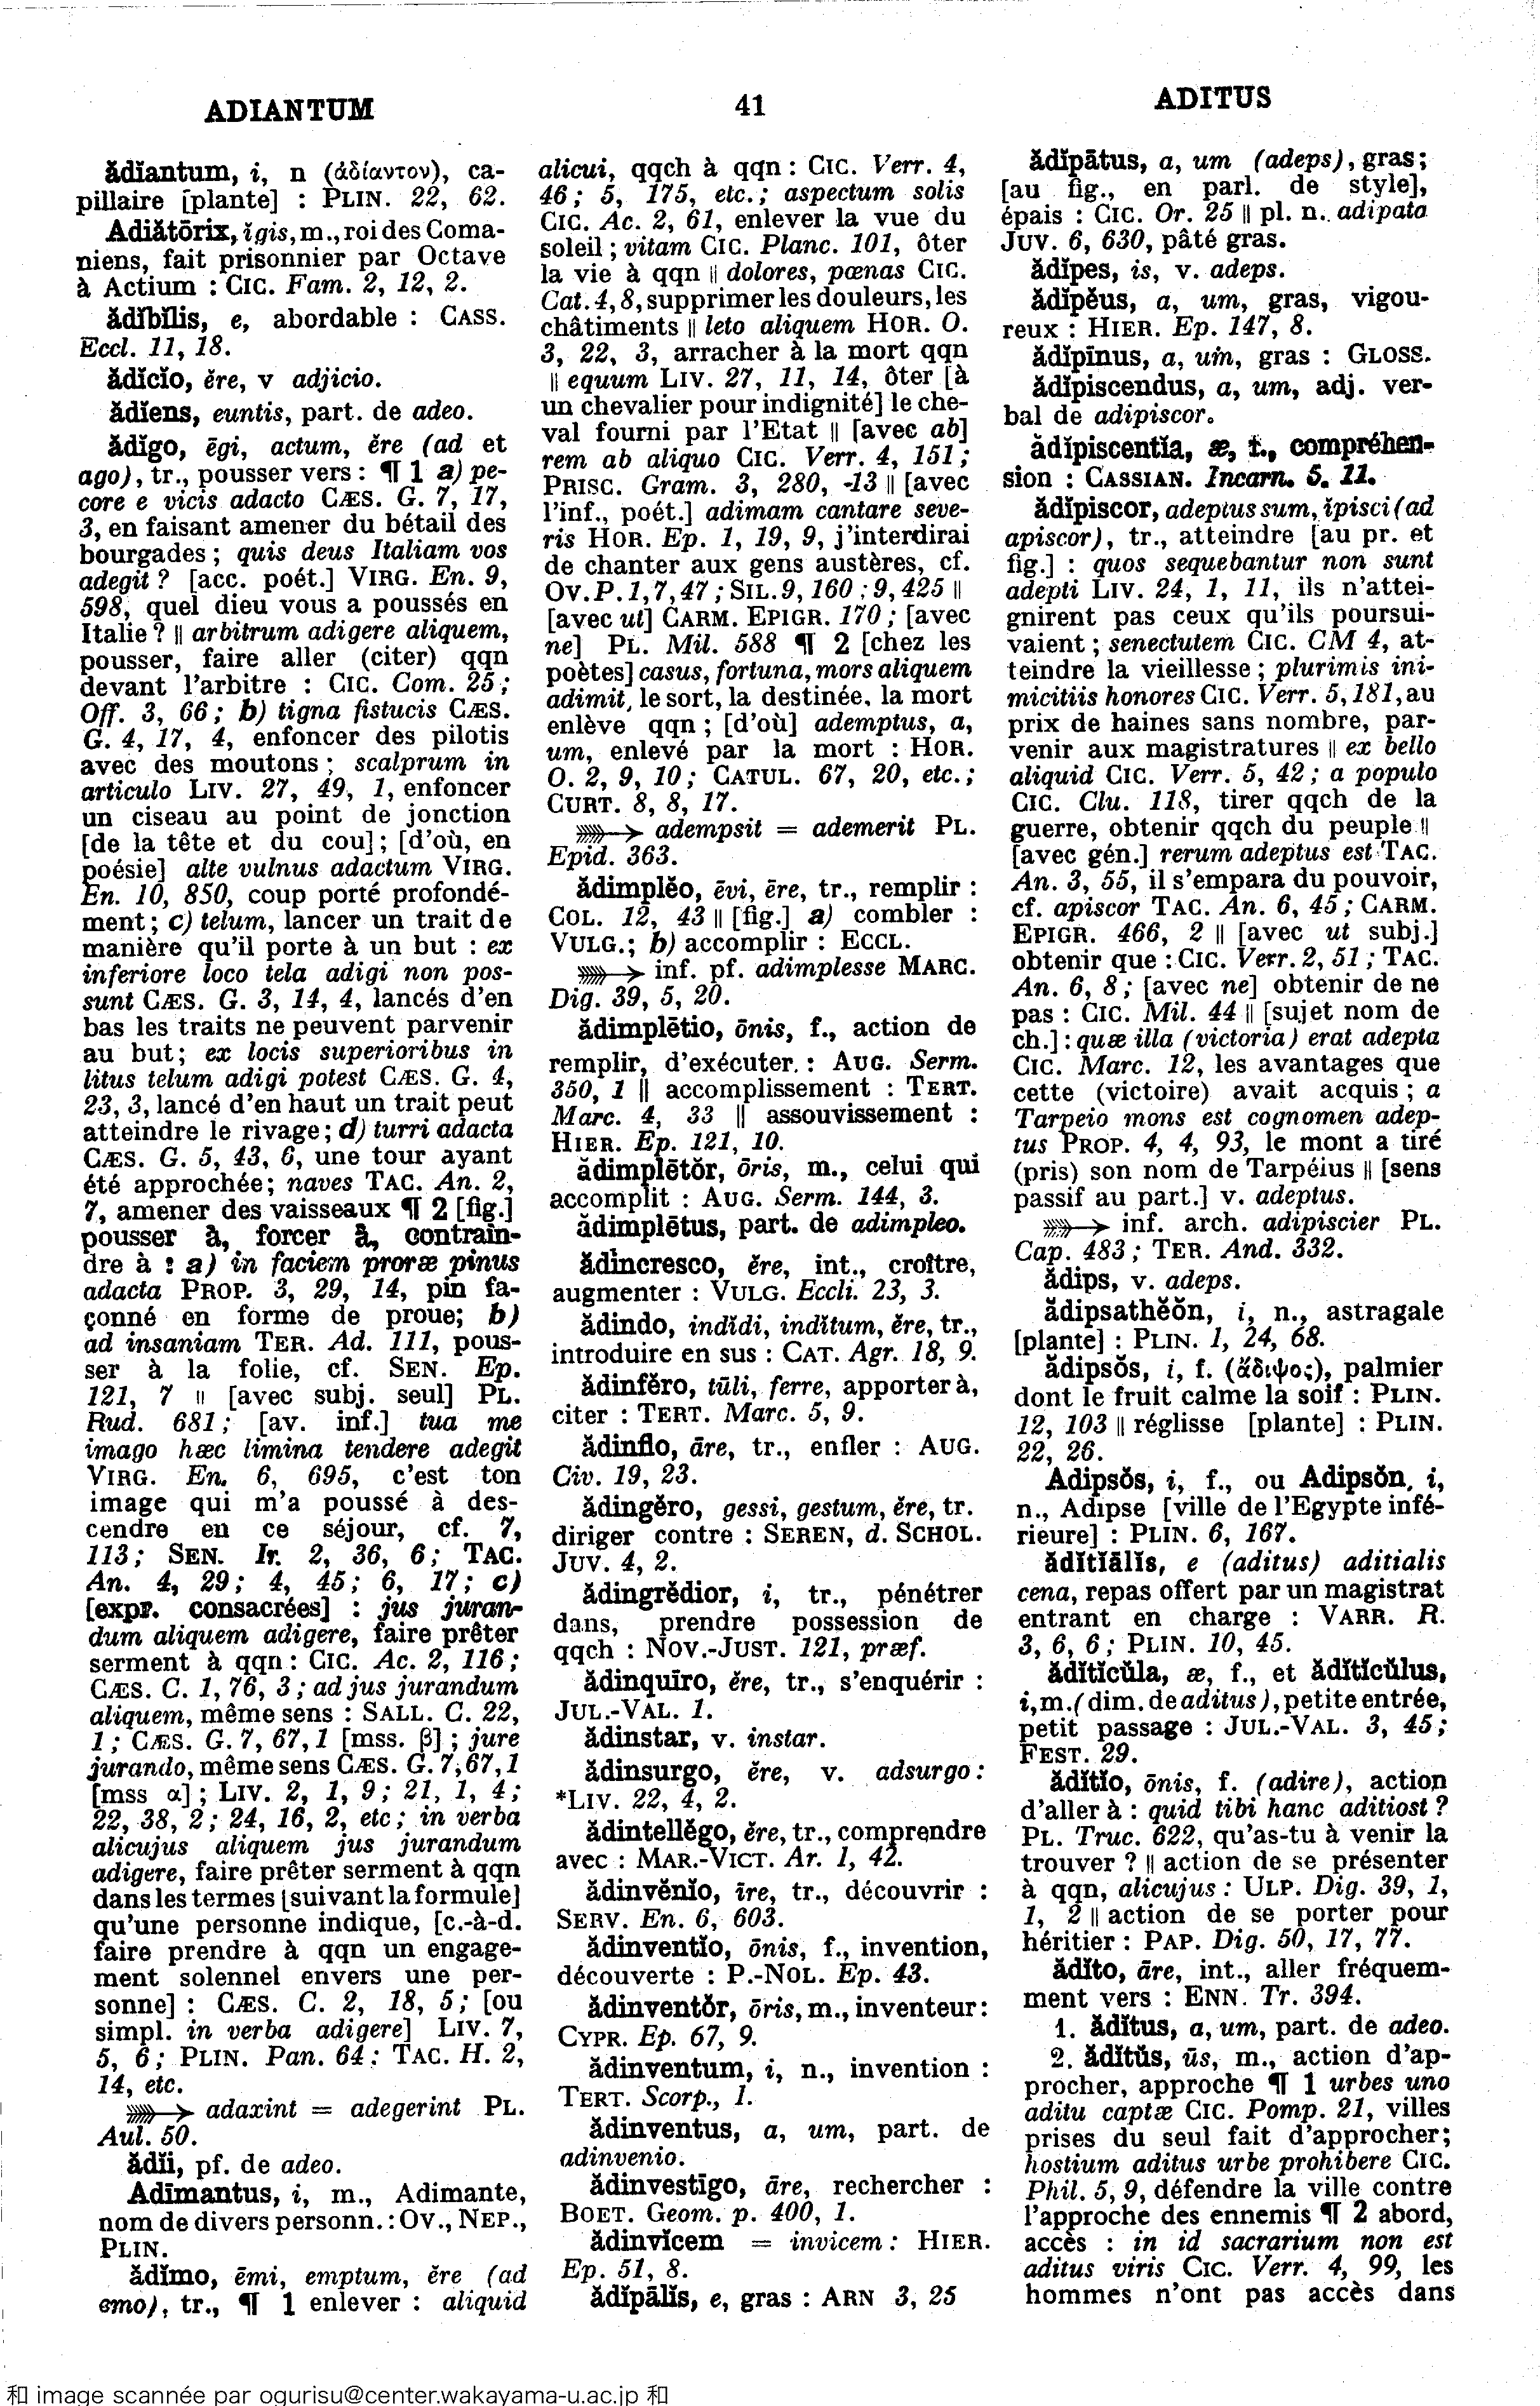 ADIANTUM
41
ADITUS
ădĭantum, i, n (ἀδίαντον), ca-
pillaire [plante] : PLIN. 22, 62.
Adiătōrix, ĭgis, m., roi des Coma-
niens, fait prisonnier par Octave
à Actium : CIC. Fam. 2, 12, 2.
ădĭbĭlis, e, abordable : CASS.
Eccl. 11, 18.
ădĭcĭo, ĕre, v adjicio.
ădĭens, euntis, part. de adeo.
ădĭgo, ēgi, actum, ĕre (ad et
ago), tr., pousser vers : ¶ 1 a) pe-
core e vicis adacto CÆS. G. 7, 17,
3, en faisant amener du bétail des
bourgades ; quis deus Italiam vos
adegit ? [acc. poét.] VIRG. En. 9,
598, quel dieu vous a poussés en
Italie ? || arbitrum adigere aliquem,
pousser, faire aller (citer) qqn
devant l'arbitre : CIC. Com. 25 ;
Off. 3, 66 ; b) tigna fistucis CÆS.
G. 4, 17, 4, enfoncer des pilotis
avec des moutons ; scalprum in
articulo LIV. 27, 49, 1, enfoncer
un ciseau au point de jonction
[de la tête et du cou] ; [d'où, en
poésie] alte vulnus adactum VIRG.
En. 10, 850, coup porté profondé-
ment ; c) telum, lancer un trait de
manière qu'il porte à un but : ex
inferiore loco tela adigi non pos-
sunt CÆS. G. 3, 14, 4, lancés d'en
bas les traits ne peuvent parvenir
au but ; ex locis superioribus in
litus telum adigi potest CÆS. G. 4,
23, 3, lancé d'en haut un trait peut
atteindre le rivage ; d) turri adacta
CÆS. G. 5, 43, 6, une tour ayant
été approchée ; naves TAC. An. 2,
7, amener des vaisseaux ¶ 2 [fig.]
pousser à, forcer à, contrain-
dre à : a) in faciem proræ pinus
adacta PROP. 3, 29, 14, pin fa-
çonné en forme de proue; b)
ad insaniam TER. Ad. 111, pous-
ser à la folie, cf. SEN. Ep.
121, 7 || [avec subj. seul] PL.
Rud. 681 ; [av. inf.] tua me
imago hæc limina tendere adegit
VIRG. En. 6, 695, c'est ton
image qui m'a poussé à des-
cendre en ce séjour, cf. 7,
113 ; SEN. Ir. 2, 36, 6 ; TAC.
An. 4, 29 ; 4, 45 ; 6, 17 ; c)
[expr. consacrées] : jus juran-
dum aliquem adigere, faire prêter
serment à qqn : CIC. Ac. 2, 116 ;
CÆS. C. 1, 76, 3 ; ad jus jurandum
aliquem, même sens : SALL. C. 22,
1 ; CÆS. G. 7, 67, 1 [mss. β] ; jure
jurando, même sens CÆS. G. 7, 67, 1
[mss α] ; LIV. 2, 1, 9 ; 21, 1, 4 ;
22, 38, 2 ; 24, 16, 2, etc ; in verba
alicujus aliquem jus jurandum
adigere, faire prêter serment à qqn
dans les termes [suivant la formule]
qu'une personne indique, [c.-à-d.
faire prendre à qqn un engage-
ment solennel envers une per-
sonne] : CÆS. C. 2, 18, 5 ; [ou
simpl. in verba adigere] LIV. 7,
5, 6 ; PLIN. Pan. 64 : TAC. H. 2,
14, etc.
adaxint = adegerint PL.
Aul. 50.
ădĭi, pf. de adeo.
Adīmantus, i, m., Adimante,
nom de divers personn. : OV., NEP.,
PLIN.
ădĭmo, ēmi, emptum, ĕre (ad
emo), tr., ¶ 1 enlever : aliquid
alicui, qqch à qqn : CIC. Verr. 4,
46 ; 5, 175, etc. ; aspectum solis
CIC. Ac. 2, 61, enlever la vue du
soleil ; vitam CIC. Planc. 101, ôter
la vie à qqn || dolores, pœnas CIC.
Cat. 4, 8, supprimer les douleurs, les
châtiments || leto aliquem HOR. O.
3, 22, 3, arracher à la mort qqn
|| equum LIV. 27, 11, 14, ôter [à
un chevalier pour indignité] le che-
val fourni par l'Etat || [avec ab]
rem ab aliquo CIC. Verr. 4, 151 ;
PRISC. Gram. 3, 280, 13 || [avec
l'inf., poét.] adimam cantare seve-
ris HOR. Ep. 1, 19, 9, j'interdirai
de chanter aux gens austères, cf.
OV. P. 1, 7, 47 ; SIL. 9, 160 ; 9, 425 ||
[avec ut] CARM. EPIGR. 170 ; [avec
ne] PL. Mil. 588 ¶ 2 [chez les
poètes] casus, fortuna, mors aliquem
adimit, le sort, la destinée, la mort
enlève qqn ; [d'où] ademptus, a,
um, enlevé par la mort : HOR.
O. 2, 9, 10 ; CATUL. 67, 20, etc. ;
CURT. 8, 8, 17.
adempsit = ademerit PL.
Epid. 363.
ădimplĕo, ēvi, ēre, tr., remplir :
COL. 12, 43 || [fig.] a) combler :
VULG.; b) accomplir : ECCL.
inf. pf. adimplesse MARC.
Dig. 39, 5, 20.
ădimplētio, ōnis, f., action de
remplir, d'exécuter. : AUG. Serm.
350, 1 || accomplissement : TERT.
Marc. 4, 33 || assouvissement :
HIER. Ep. 121, 10.
ădimplētŏr, ōris, m., celui qui
accomplit : AUG. Serm. 144, 3.
ădimplētus, part. de adimpleo.
ădincresco, ĕre, int., croître,
augmenter : VULG. Eccli. 23, 3.
ădindo, indĭdi, indĭtum, ĕre, tr.,
introduire en sus : CAT. Agr. 18, 9.
ădinfĕro, tŭli, ferre, apporter à,
citer : TERT. Marc. 5, 9.
ădinflo, āre, tr., enfler : AUG.
Civ. 19, 23.
ădingĕro, gessi, gestum, ĕre, tr.
diriger contre : SEREN, d. SCHOL.
JUV. 4, 2.
ădingrĕdior, i, tr., pénétrer
dans, prendre possession de
qqch : NOV.-JUST. 121, præf.
ădinquīro, ĕre, tr., s'enquérir :
JUL.-VAL. 1.
ădinstar, v. instar.
ădinsurgo, ĕre, v. adsurgo :
*LIV. 22, 4, 2.
ădintellĕgo, ĕre, tr., comprendre
avec : MAR.-VICT. Ar. 1, 42.
ădinvĕnĭo, īre, tr., découvrir :
SERV. En. 6, 603.
ădinventĭo, ōnis, f., invention,
découverte : P.-NOL. Ep. 43.
ădinventŏr, ōris, m., inventeur :
CYPR. Ep. 67, 9.
ădinventum, i, n., invention :
TERT. Scorp., 1.
ădinventus, a, um, part. de
adinvenio.
ădinvestīgo, āre, rechercher :
BOET. Geom. p. 400, 1.
ădinvĭcem = invicem : HIER.
Ep. 51, 8.
ădĭpālĭs, e, gras : ARN 3, 25
ădĭpātus, a, um (adeps), gras ;
[au fig., en parl. de style],
épais : CIC. Or. 25 || pl. n. adipata
JUV. 6, 630, pâté gras.
ădĭpes, is, v. adeps.
ădĭpĕus, a, um, gras, vigou-
reux : HIER. Ep. 147, 8.
ădĭpīnus, a, um, gras : GLOSS.
ădĭpiscendus, a, um, adj. ver-
bal de adipiscor.
ădĭpiscentĭa, æ, f., compréhen-
sion : CASSIAN. Incarn. 5. 11.
ădĭpiscor, adeptus sum, ĭpisci (ad
apiscor), tr., atteindre [au pr. et
fig.] : quos sequebantur non sunt
adepti LIV. 24, 1, 11, ils n'attei-
gnirent pas ceux qu'ils poursui-
vaient ; senectutem CIC. CM 4, at-
teindre la vieillesse ; plurimis ini-
micitiis honores CIC. Verr. 5, 181, au
prix de haines sans nombre, par-
venir aux magistratures || ex bello
aliquid CIC. Verr. 5, 42 ; a populo
CIC. Clu. 118, tirer qqch de la
guerre, obtenir qqch du peuple ||
[avec gén.] rerum adeptus est TAC.
An. 3, 55, il s'empara du pouvoir,
cf. apiscor TAC. An. 6, 45 ; CARM.
EPIGR. 466, 2 || [avec ut subj.]
obtenir que : CIC. Verr. 2, 51 ; TAC.
An. 6, 8 ; [avec ne] obtenir de ne
pas : CIC. Mil. 44 || [sujet nom de
ch.] : quæ illa (victoria) erat adepta
CIC. Marc. 12, les avantages que
cette (victoire) avait acquis ; a
Tarpeio mons est cognomen adep-
tus PROP. 4, 4, 93, le mont a tiré
(pris) son nom de Tarpéius || [sens
passif au part.] v. adeptus.
inf. arch. adipiscier PL.
Cap. 483 ; TER. And. 332.
ădips, v. adeps.
ădipsathĕŏn, i, n., astragale
[plante] : PLIN. 1, 24, 68.
ădipsŏs, i, f. (ἄδιψος), palmier
dont le fruit calme la soif : PLIN.
12, 103 || réglisse [plante] : PLIN.
22, 26.
Adipsŏs, i, f., ou Adipsŏn, i,
n., Adipse [ville de l'Egypte infé-
rieure] : PLIN. 6, 167.
ădĭtĭālĭs, e (aditus) aditialis
cena, repas offert par un magistrat
entrant en charge : VARR. R.
3, 6, 6 ; PLIN. 10, 45.
ădĭtĭcŭla, æ, f., et ădĭtĭcŭlus,
i, m. (dim. de aditus), petite entrée,
petit passage : JUL.-VAL. 3, 45 ;
FEST. 29.
ădĭtĭo, ōnis, f. (adire), action
d'aller à : quid tibi hanc aditiost ?
PL. Truc. 622, qu'as-tu à venir la
trouver ? || action de se présenter
à qqn, alicujus : ULP. Dig. 39, 1,
1, 2 || action de se porter pour
héritier : PAP. Dig. 50, 17, 77.
ădĭto, āre, int., aller fréquem-
ment vers : ENN. Tr. 394.
1. ădĭtus, a, um, part. de adeo.
2. ădĭtŭs, ūs, m., action d'ap-
procher, approche ¶ 1 urbes uno
aditu captæ CIC. Pomp. 21, villes
prises du seul fait d'approcher ;
hostium aditus urbe prohibere CIC.
Phil. 5, 9, défendre la ville contre
l'approche des ennemis ¶ 2 abord,
accès : in id sacrarium non est
aditus viris CIC. Verr. 4, 99, les
hommes n'ont pas accès dans
和 image scannée par ogurisu@center.wakayama-u.ac.jp 和